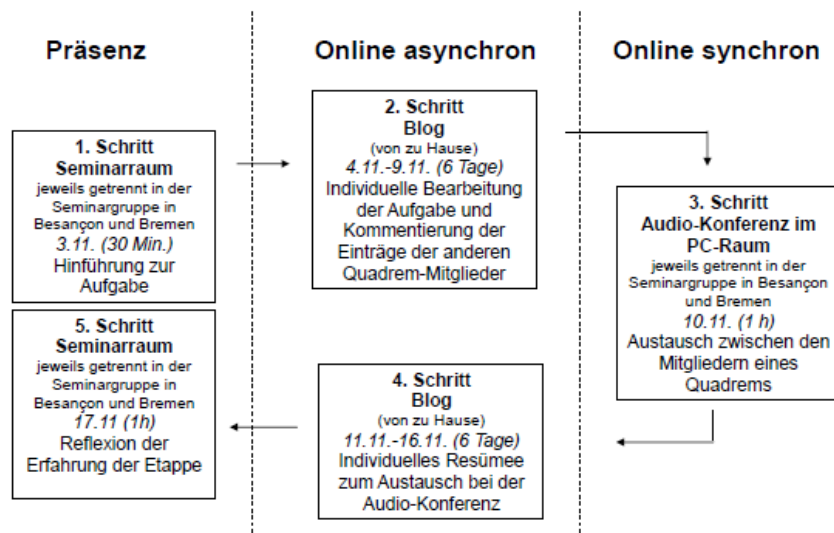 Präsenz
Online asynchron
Online synchron
1. Schritt
Seminarraum
jeweils getrennt in der
Seminargruppe in
Besançon und Bremen
3.11. (30 Min.)
Hinführung zur
Aufgabe
2. Schritt
Blog
(von zu Hause)
4.11.-9.11. (6 Tage)
Individuelle Bearbeitung
der Aufgabe und
Kommentierung der
Einträge der anderen
Quadrem-Mitglieder
3. Schritt
Audio-Konferenz im
PC-Raum
jeweils getrennt in der
Seminargruppe in Besançon
und Bremen
10.11. (1 h)
Austausch zwischen den
Mitgliedern eines
Quadrems
4. Schritt
Blog
(von zu Hause)
11.11.-16.11. (6 Tage)
Individuelles Resümee
zum Austausch bei der
Audio-Konferenz
5. Schritt
Seminarraum
jeweils getrennt in der
Seminargruppe in
Besançon und Bremen
17.11 (1h)
Reflexion der
Erfahrung der Etappe